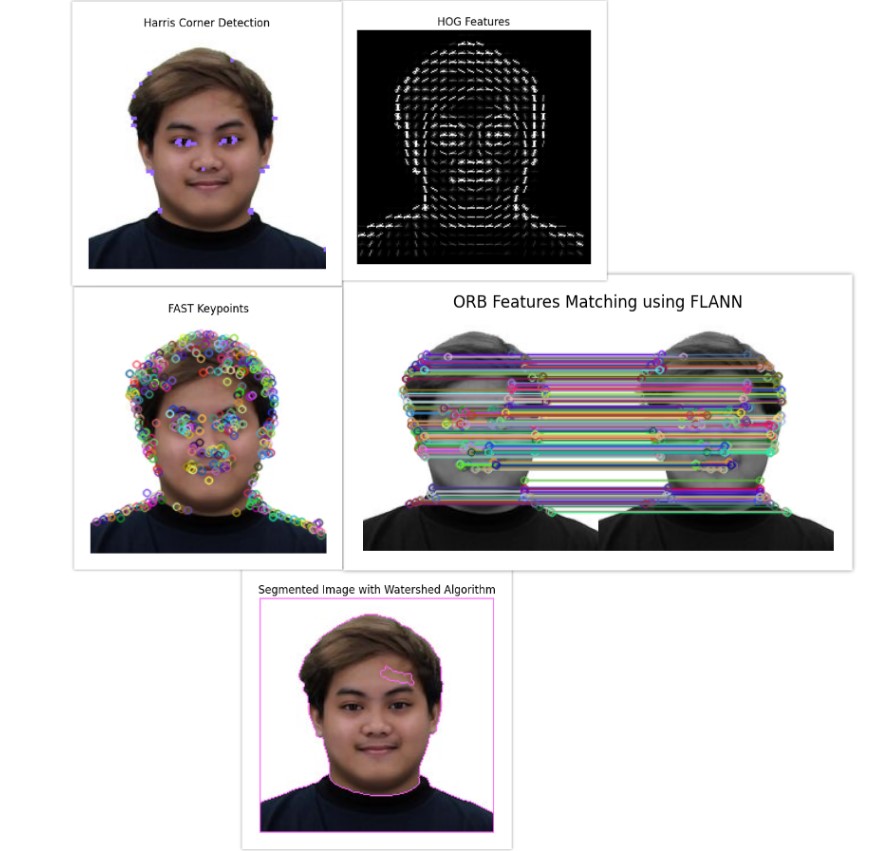 Harris Corner Detection
HOG Features
FAST Keypoints
ORB Features Matching using FLANN
Segmented Image with Watershed Algorithm